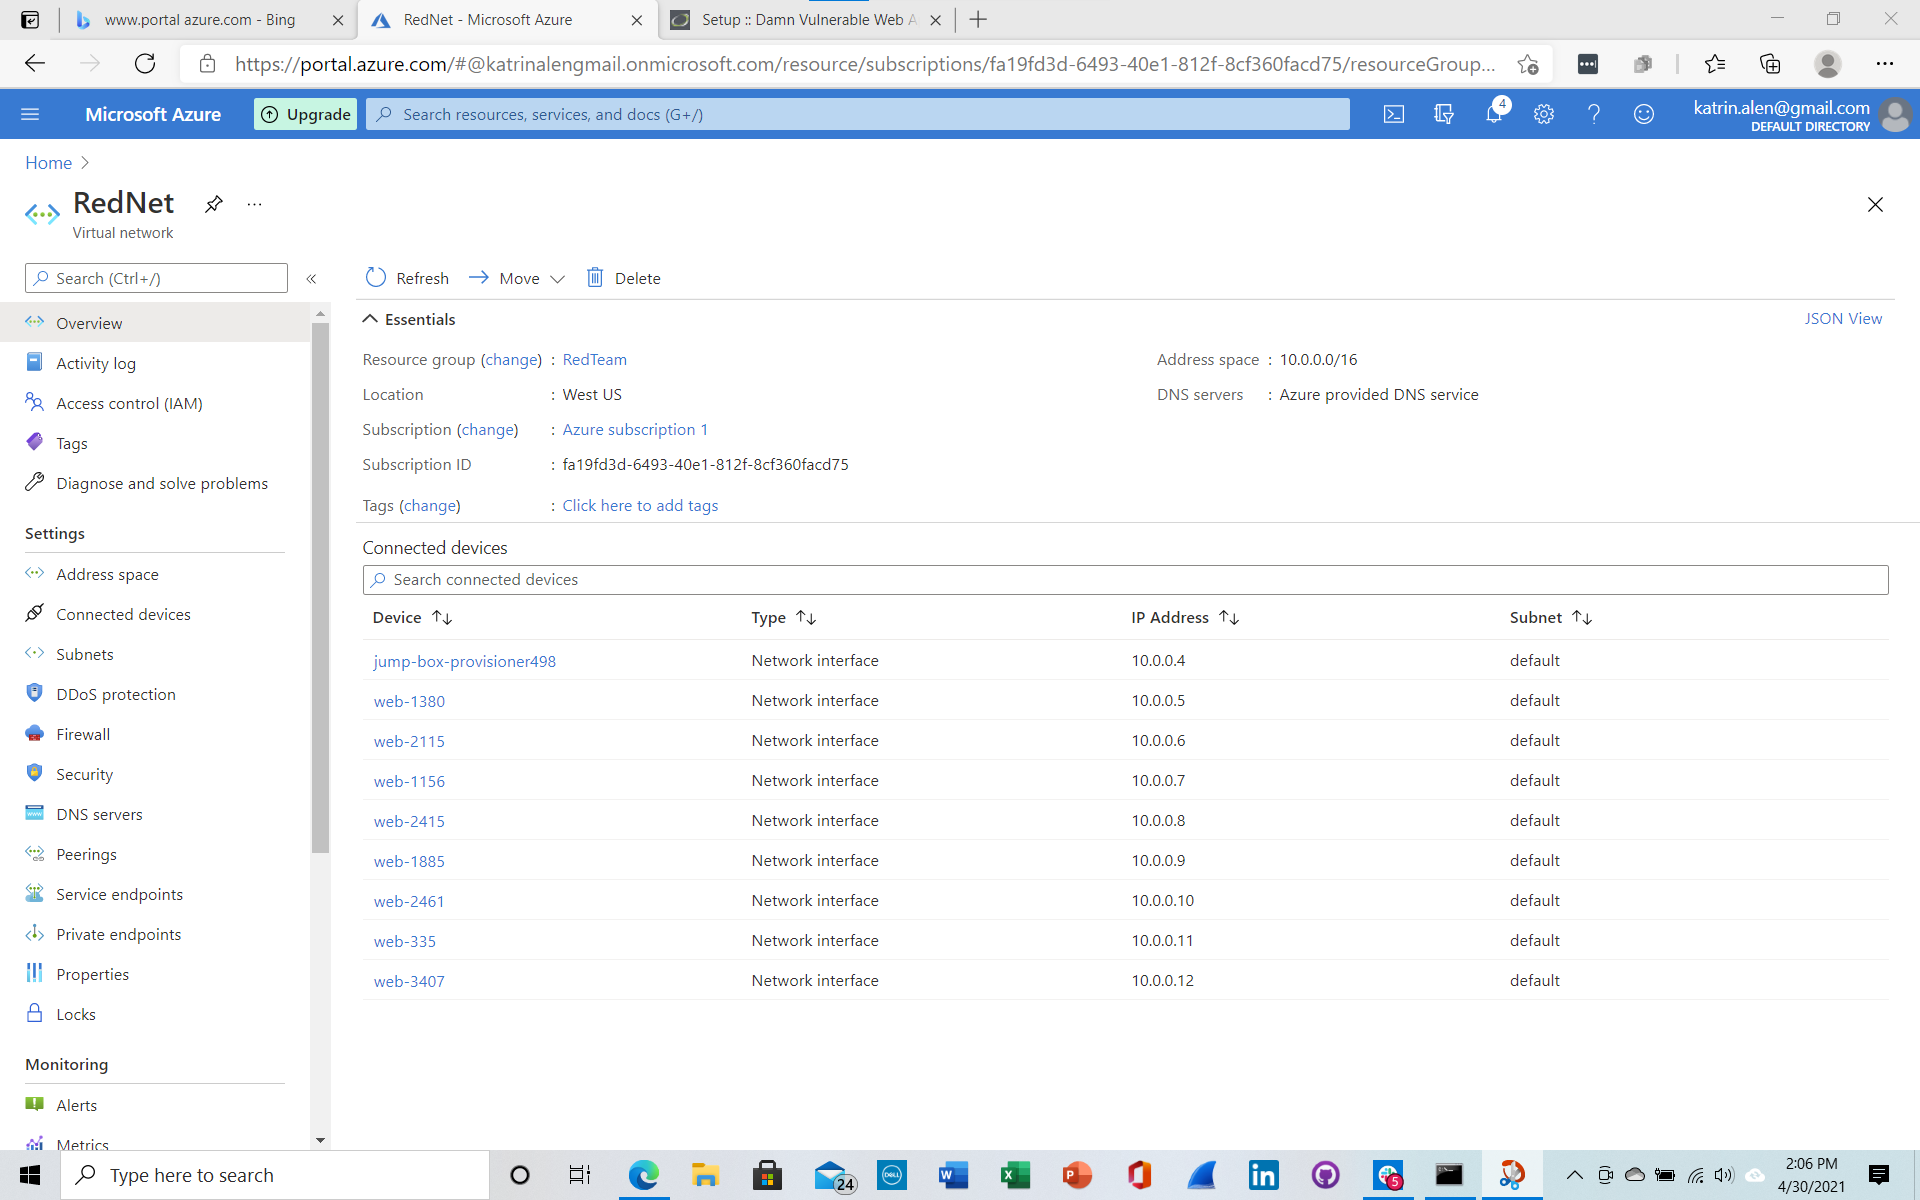 www.portal azure.com - Bing
RedNet - Microsoft Azure
Setup :: Damn Vulnerable Web A
https://portal.azure.com/#@katrinalengmail.onmicrosoft.com/resource/subscriptions/fa19fd3d-6493-40e1-812f-8cf360facd75/resourceGroup...
Microsoft Azure
Upgrade
Search resources, services, and docs (G+/)
4
katrin.alen@gmail.com
DEFAULT DIRECTORY
Home
RedNet
Virtual network
Search (Ctrl+/)
Refresh
Move
Delete
Overview
Activity log
Access control (IAM)
Tags
Diagnose and solve problems
Settings
Address space
Connected devices
Subnets
DDoS protection
Firewall
Security
DNS servers
Peerings
Service endpoints
Private endpoints
Properties
Locks
Monitoring
Alerts
Metrics
Essentials
JSON View
Resource group (change) : RedTeam
Location : West US
Subscription (change) : Azure subscription 1
Subscription ID : fa19fd3d-6493-40e1-812f-8cf360facd75
Tags (change) : Click here to add tags
Address space : 10.0.0.0/16
DNS servers : Azure provided DNS service
Connected devices
Search connected devices
Device Type IP Address Subnet
jump-box-provisioner498 Network interface 10.0.0.4 default
web-1380 Network interface 10.0.0.5 default
web-2115 Network interface 10.0.0.6 default
web-1156 Network interface 10.0.0.7 default
web-2415 Network interface 10.0.0.8 default
web-1885 Network interface 10.0.0.9 default
web-2461 Network interface 10.0.0.10 default
web-335 Network interface 10.0.0.11 default
web-3407 Network interface 10.0.0.12 default
Type here to search
24
DELL
5
2:06 PM
4/30/2021